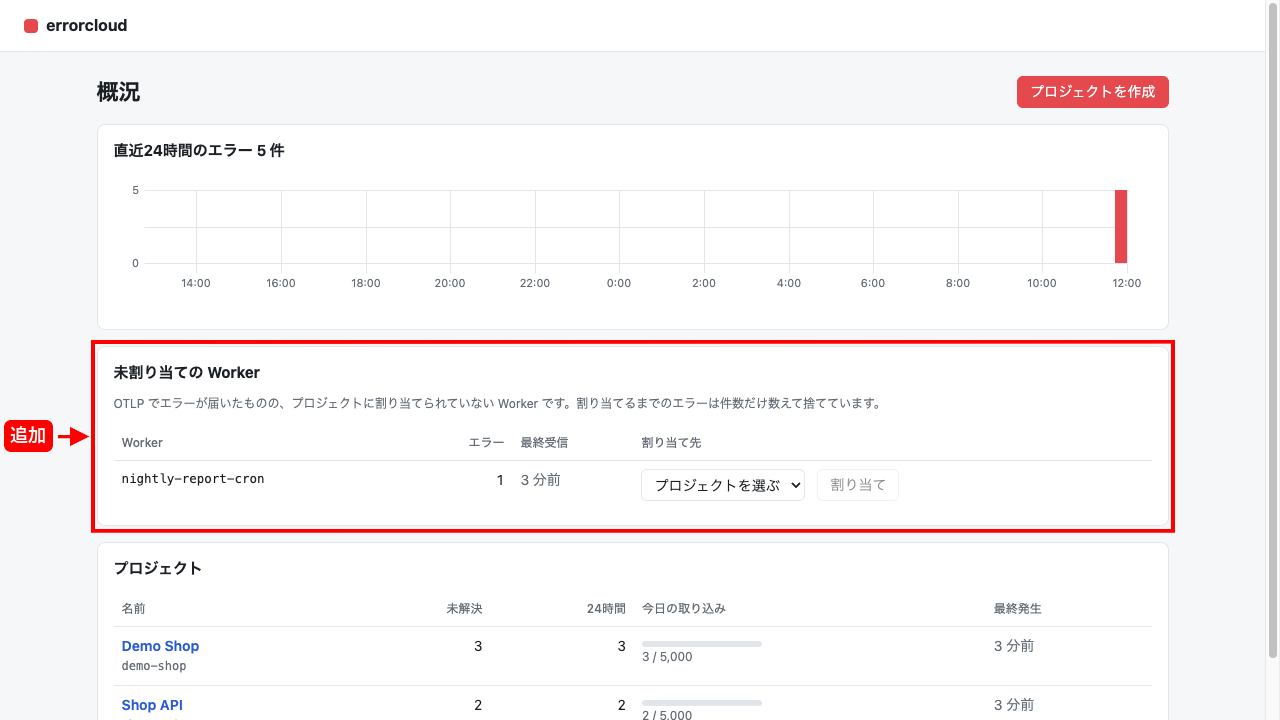 errorcloud
概況
プロジェクトを作成
直近24時間のエラー 5 件
5
0
14:00 16:00 18:00 20:00 22:00 0:00 2:00 4:00 6:00 8:00 10:00 12:00
未割り当ての Worker
OTLP でエラーが届いたものの、プロジェクトに割り当てられていない Worker です。割り当てるまでのエラーは件数だけ数えて捨てています。
追加
Worker エラー 最終受信 割り当て先
nightly-report-cron 1 3 分前 プロジェクトを選ぶ 割り当て
プロジェクト
名前 未解決 24時間 今日の取り込み 最終発生
Demo Shop 3 3 3 分前
demo-shop 3 / 5,000
Shop API 2 2 3 分前
2 / 5,000